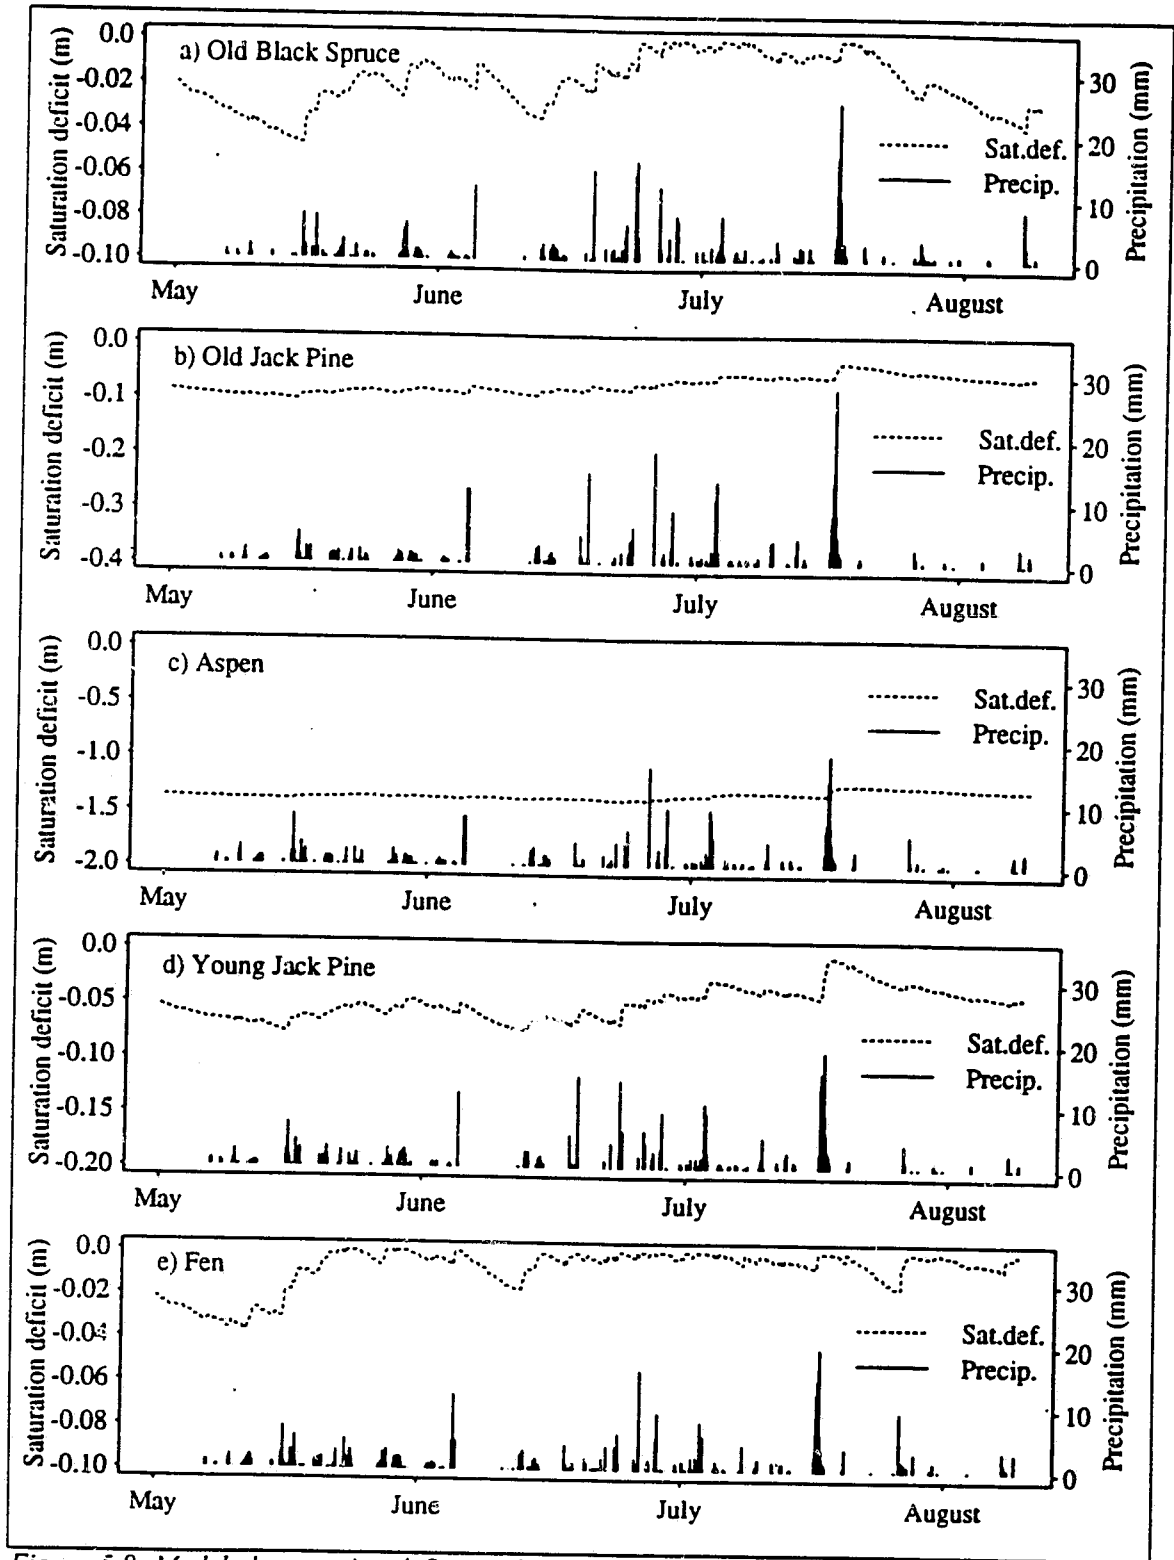 a) Old Black Spruce
Saturation deficit (m)
0.0
-0.02
-0.04
-0.06
-0.08
-0.10
Sat.def.
Precip.
30
20
10
0
Precipitation (mm)
May June July August
b) Old Jack Pine
Saturation deficit (m)
0.0
-0.1
-0.2
-0.3
-0.4
Sat.def.
Precip.
30
20
10
0
Precipitation (mm)
May June July August
c) Aspen
Saturation deficit (m)
0.0
-0.5
-1.0
-1.5
-2.0
Sat.def.
Precip.
30
20
10
0
Precipitation (mm)
May June July August
d) Young Jack Pine
Saturation deficit (m)
0.0
-0.05
-0.10
-0.15
-0.20
Sat.def.
Precip.
30
20
10
0
Precipitation (mm)
May June July August
e) Fen
Saturation deficit (m)
0.0
-0.02
-0.04
-0.06
-0.08
-0.10
Sat.def.
Precip.
30
20
10
0
Precipitation (mm)
May June July August